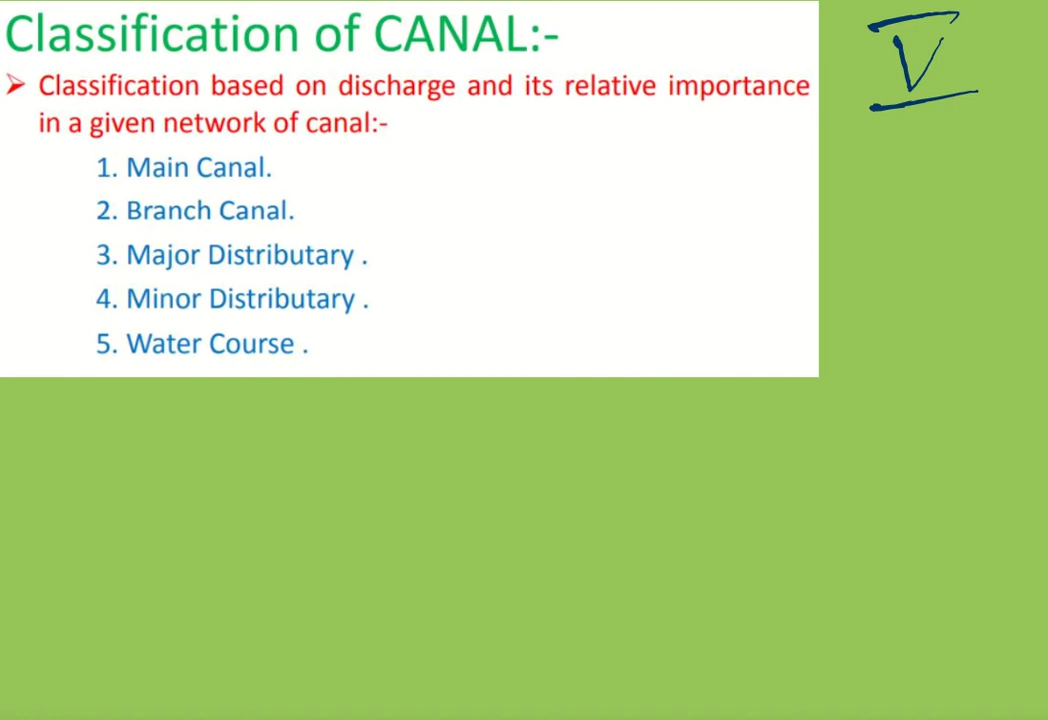 Classification of CANAL:-
V
➤ Classification based on discharge and its relative importance
in a given network of canal:-
1. Main Canal.
2. Branch Canal.
3. Major Distributary .
4. Minor Distributary .
5. Water Course .